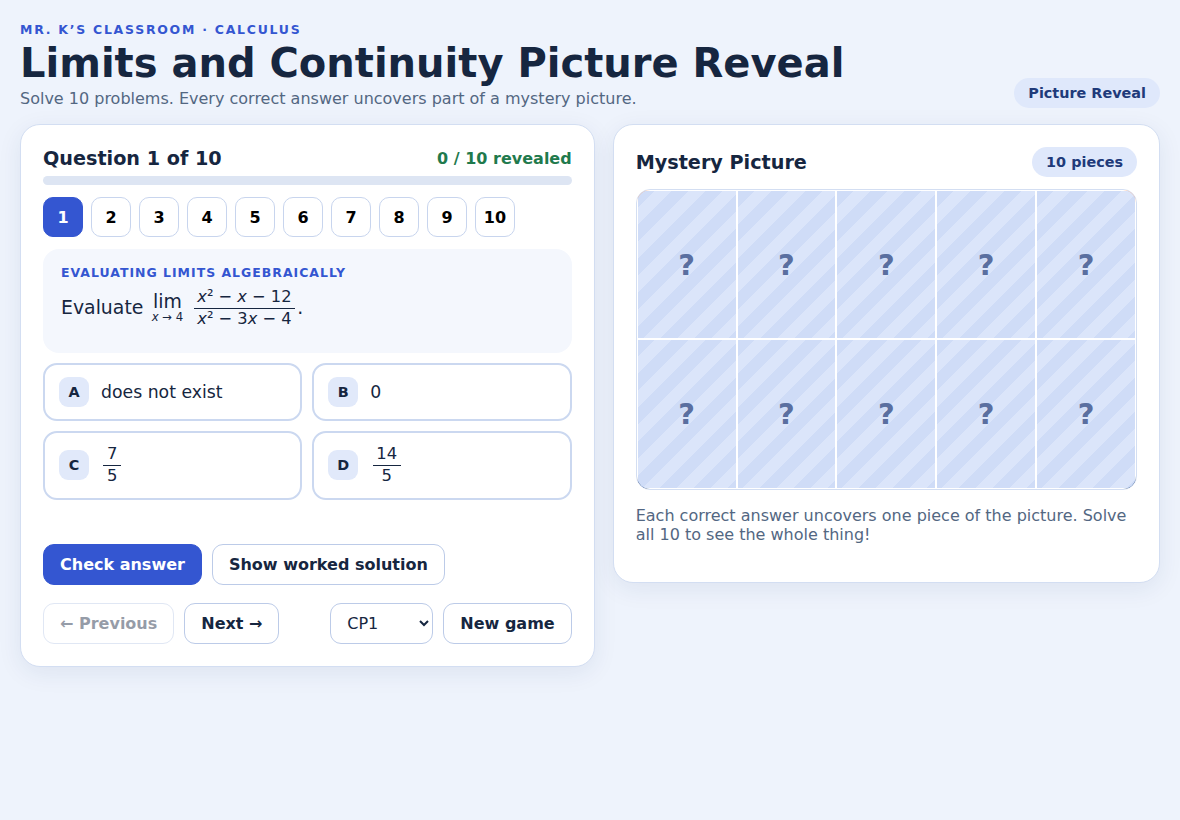 MR. K’S CLASSROOM · CALCULUS
Limits and Continuity Picture Reveal
Solve 10 problems. Every correct answer uncovers part of a mystery picture.
Picture Reveal
Question 1 of 10
0 / 10 revealed
1 2 3 4 5 6 7 8 9 10
EVALUATING LIMITS ALGEBRAICALLY
Evaluate lim x → 4 (x² − x − 12) / (x² − 3x − 4).
A does not exist
B 0
C 7/5
D 14/5
Check answer
Show worked solution
← Previous
Next →
CP1
New game
Mystery Picture
10 pieces
? ? ? ? ?
? ? ? ? ?
Each correct answer uncovers one piece of the picture. Solve
all 10 to see the whole thing!